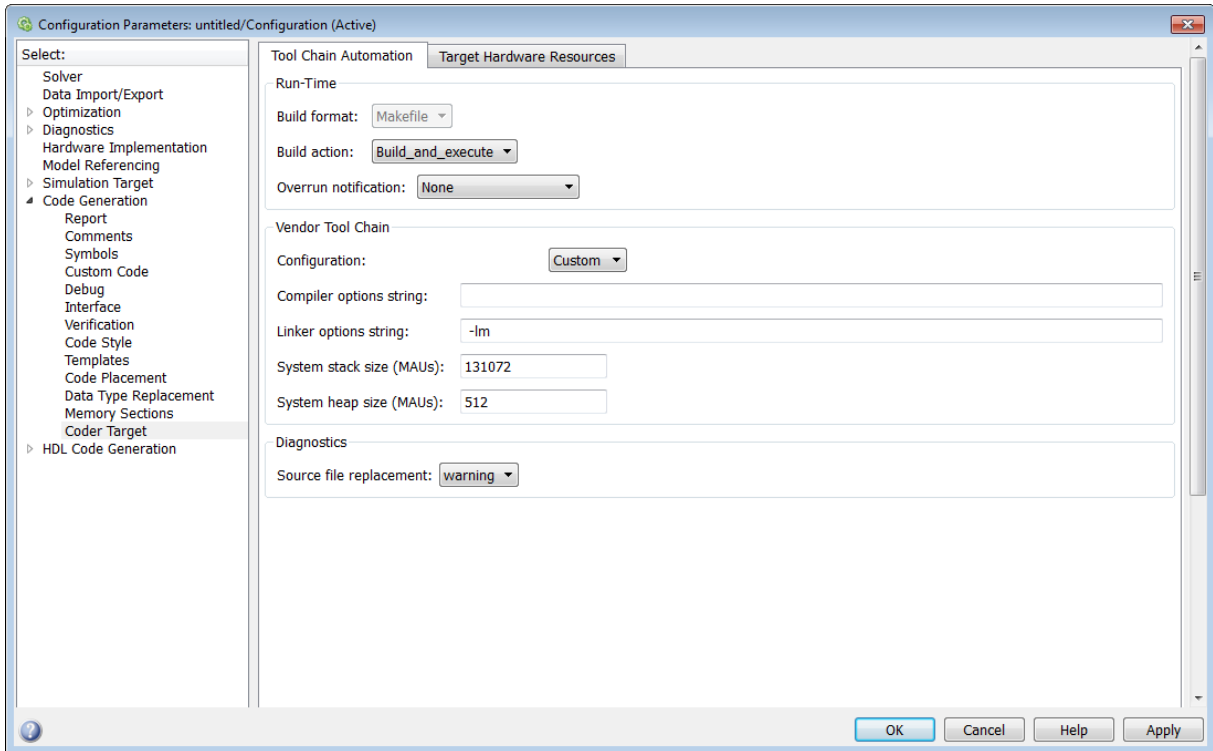 Configuration Parameters: untitled/Configuration (Active)
Select:
Solver
Data Import/Export
Optimization
Diagnostics
Hardware Implementation
Model Referencing
Simulation Target
Code Generation
Report
Comments
Symbols
Custom Code
Debug
Interface
Verification
Code Style
Templates
Code Placement
Data Type Replacement
Memory Sections
Coder Target
HDL Code Generation
Tool Chain Automation
Target Hardware Resources
Run-Time
Build format: Makefile
Build action: Build_and_execute
Overrun notification: None
Vendor Tool Chain
Configuration: Custom
Compiler options string:
Linker options string: -lm
System stack size (MAUs): 131072
System heap size (MAUs): 512
Diagnostics
Source file replacement: warning
OK
Cancel
Help
Apply